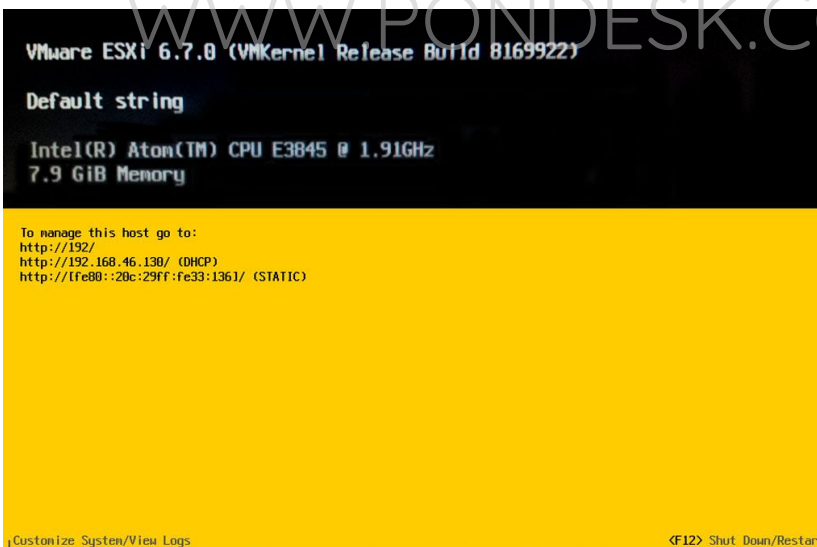 WWW.PONDESK.C
VMware ESXi 6.7.0 (VMKernel Release Build 8169922)
Default string
Intel(R) Atom(TM) CPU E3845 @ 1.91GHz
7.9 GiB Memory
To manage this host go to:
http://192/
http://192.168.46.130/ (DHCP)
http://[fe80::20c:29ff:fe33:136]/ (STATIC)
Customize System/View Logs
<F12> Shut Down/Restar